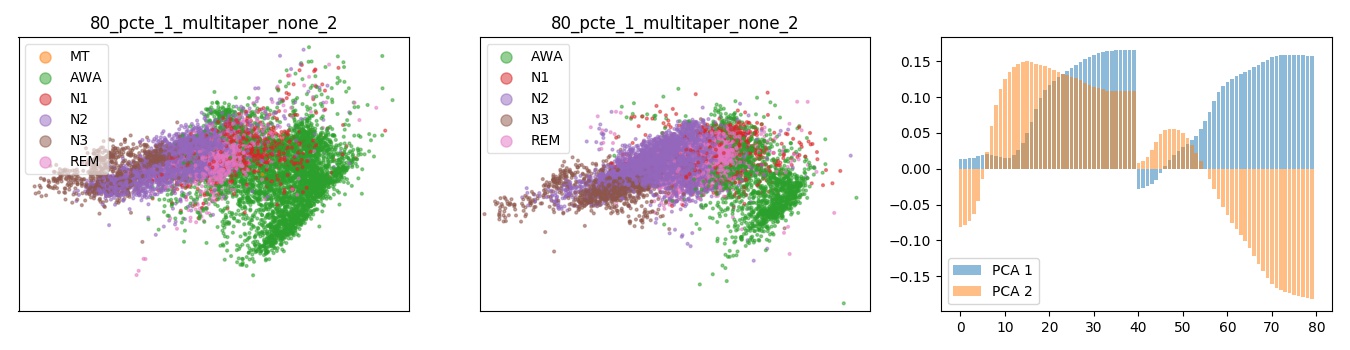 80_pcte_1_multitaper_none_2
MT
AWA
N1
N2
N3
REM
80_pcte_1_multitaper_none_2
AWA
N1
N2
N3
REM
0.15
0.10
0.05
0.00
−0.05
−0.10
−0.15
PCA 1
PCA 2
0 10 20 30 40 50 60 70 80